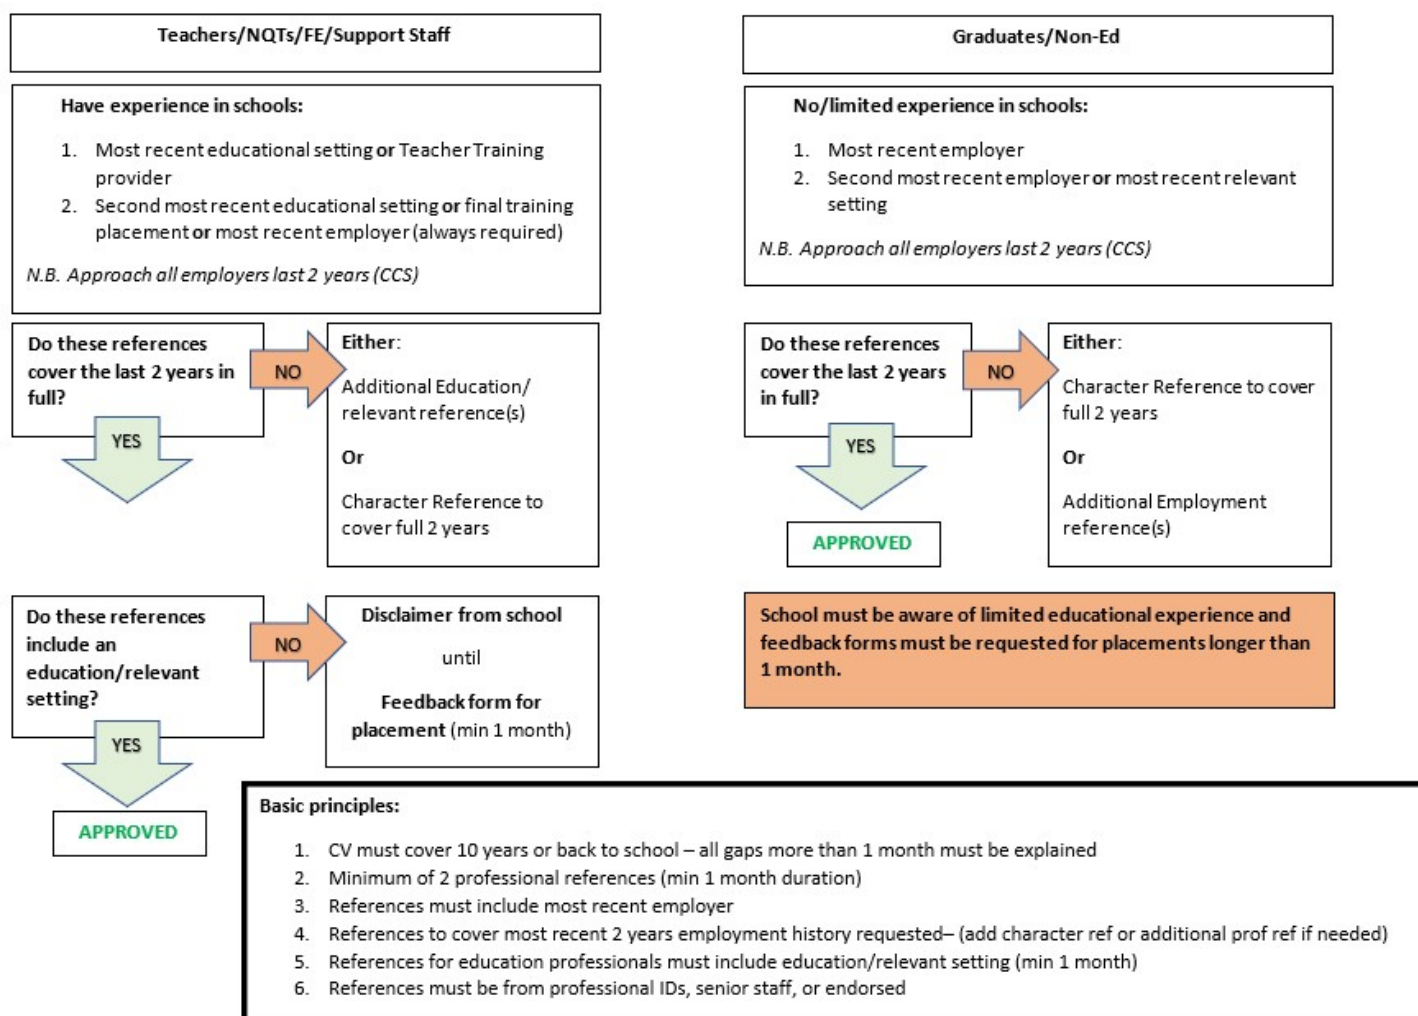 Teachers/NQTs/FE/Support Staff
Have experience in schools:
1. Most recent educational setting or Teacher Training
provider
2. Second most recent educational setting or final training
placement or most recent employer (always required)
N.B. Approach all employers last 2 years (CCS)
Do these references
cover the last 2 years in
full?
NO
Either:
Additional Education/
relevant reference(s)
Or
Character Reference to
cover full 2 years
YES
Do these references
include an
education/relevant
setting?
NO
Disclaimer from school
until
Feedback form for
placement (min 1 month)
YES
APPROVED
Graduates/Non-Ed
No/limited experience in schools:
1. Most recent employer
2. Second most recent employer or most recent relevant
setting
N.B. Approach all employers last 2 years (CCS)
Do these references
cover the last 2 years
in full?
NO
Either:
Character Reference to cover
full 2 years
Or
Additional Employment
reference(s)
YES
APPROVED
School must be aware of limited educational experience and
feedback forms must be requested for placements longer than
1 month.
Basic principles:
1. CV must cover 10 years or back to school – all gaps more than 1 month must be explained
2. Minimum of 2 professional references (min 1 month duration)
3. References must include most recent employer
4. References to cover most recent 2 years employment history requested– (add character ref or additional prof ref if needed)
5. References for education professionals must include education/relevant setting (min 1 month)
6. References must be from professional IDs, senior staff, or endorsed